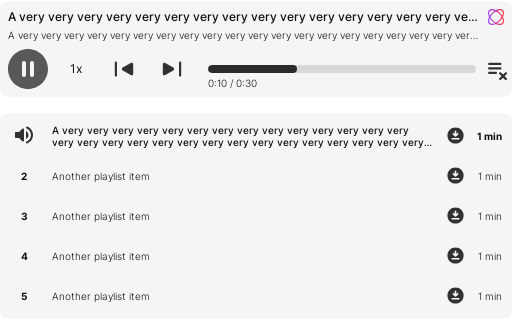 A very very very very very very very very very very very very very very very ve...
A very very very very very very very very very very very very very very very very very very ver...
1x
0:10 / 0:30
A very very very very very very very very very very very very very very
very very very very very very very very very very very very very very very...
1 min
2 Another playlist item 1 min
3 Another playlist item 1 min
4 Another playlist item 1 min
5 Another playlist item 1 min